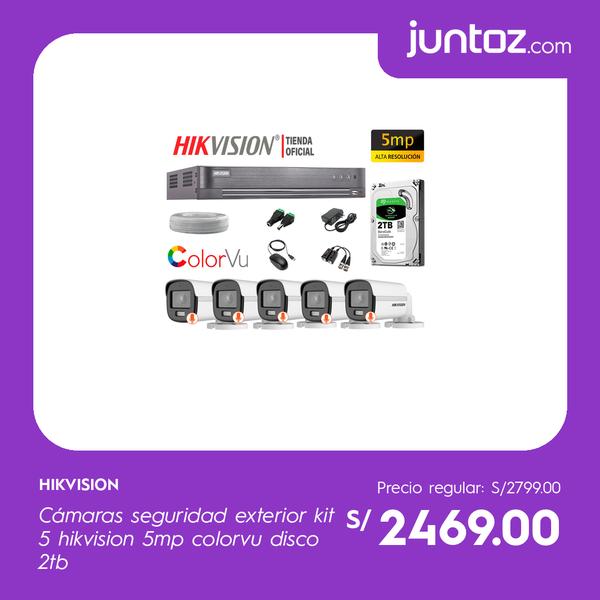 juntoz.com
HIKVISION® TIENDA OFICIAL
5mp
ALTA RESOLUCIÓN
2TB
ColorVu
HIKVISION
HIKVISION
Cámaras seguridad exterior kit
5 hikvision 5mp colorvu disco
2tb
Precio regular: S/2799.00
S/ 2469.00